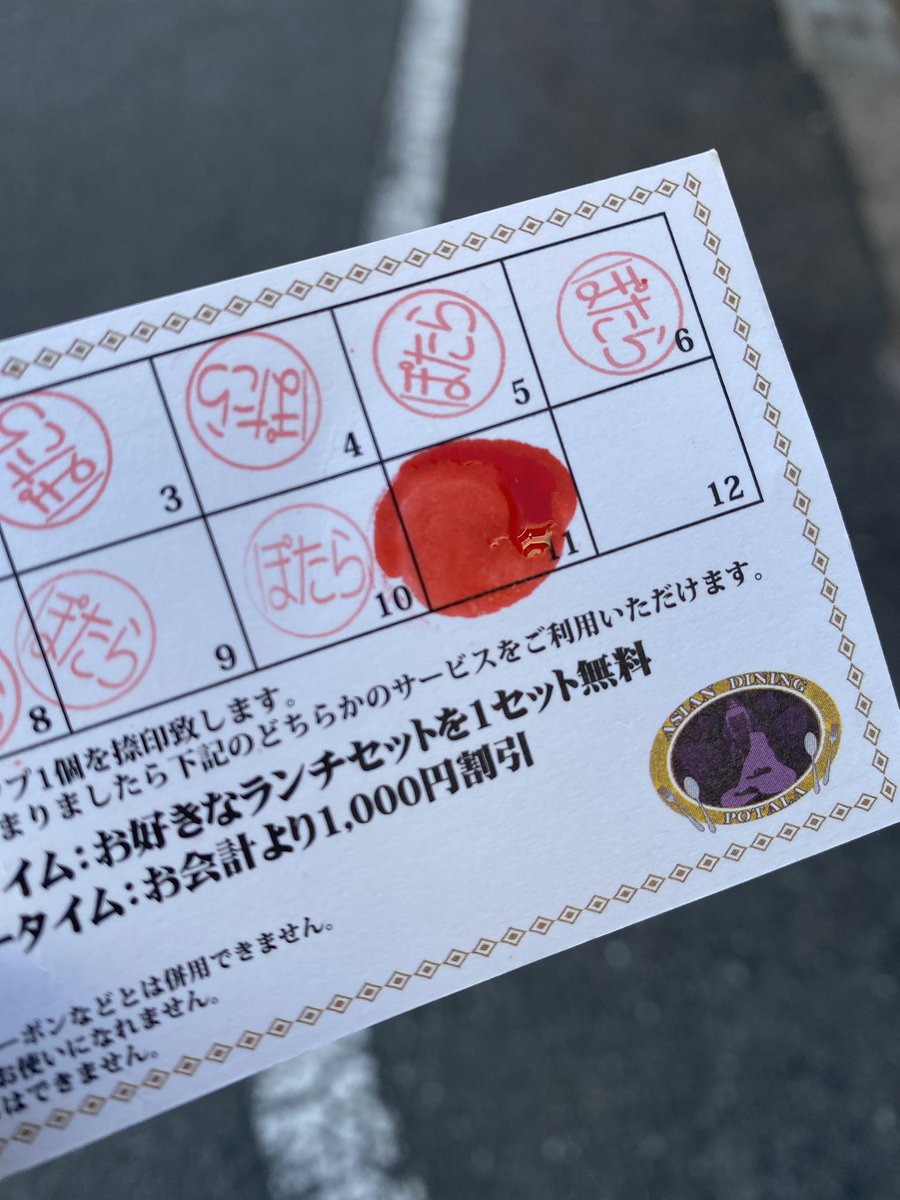 ぽたら
3
ぽたら
4
ぽたら
5
ぽたら
6
8
ぽたら
9
ぽたら
10
11
12
プ1個を捺印致します。
まりましたら下記のどちらかのサービスをご利用いただけます。
イム：お好きなランチセットを1セット無料
ータイム：お会計より1,000円割引
ーポンなどとは併用できません。
お使いになれません。
はできません。
ASIAN DINING
POTALA